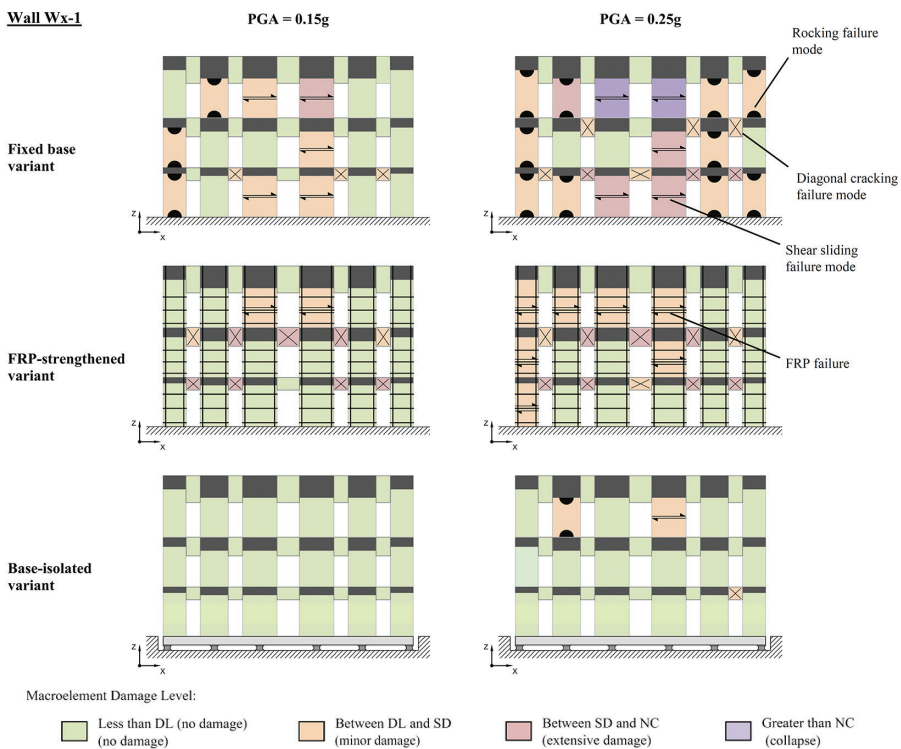 Wall Wx-1
PGA = 0.15g
PGA = 0.25g
Rocking failure
mode
Fixed base
variant
Diagonal cracking
failure mode
Z
X
Z
X
Shear sliding
failure mode
FRP-strengthened
variant
FRP failure
Z
X
Z
X
Base-isolated
variant
Z
X
Z
X
Macroelement Damage Level:
Less than DL (no damage)
(no damage)
Between DL and SD
(minor damage)
Between SD and NC
(extensive damage)
Greater than NC
(collapse)